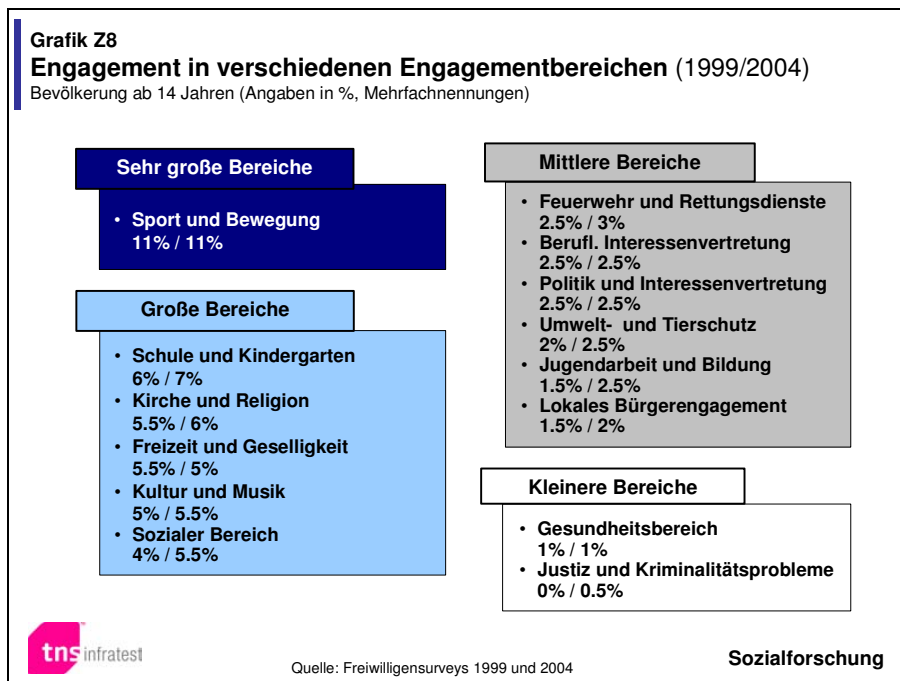 Grafik Z8
Engagement in verschiedenen Engagementbereichen (1999/2004)
Bevölkerung ab 14 Jahren (Angaben in %, Mehrfachnennungen)
Sehr große Bereiche
• Sport und Bewegung
11% / 11%
Große Bereiche
• Schule und Kindergarten
6% / 7%
• Kirche und Religion
5.5% / 6%
• Freizeit und Geselligkeit
5.5% / 5%
• Kultur und Musik
5% / 5.5%
• Sozialer Bereich
4% / 5.5%
Mittlere Bereiche
• Feuerwehr und Rettungsdienste
2.5% / 3%
• Berufl. Interessenvertretung
2.5% / 2.5%
• Politik und Interessenvertretung
2.5% / 2.5%
• Umwelt- und Tierschutz
2% / 2.5%
• Jugendarbeit und Bildung
1.5% / 2.5%
• Lokales Bürgerengagement
1.5% / 2%
Kleinere Bereiche
• Gesundheitsbereich
1% / 1%
• Justiz und Kriminalitätsprobleme
0% / 0.5%
tns infratest
Quelle: Freiwilligensurveys 1999 und 2004
Sozialforschung